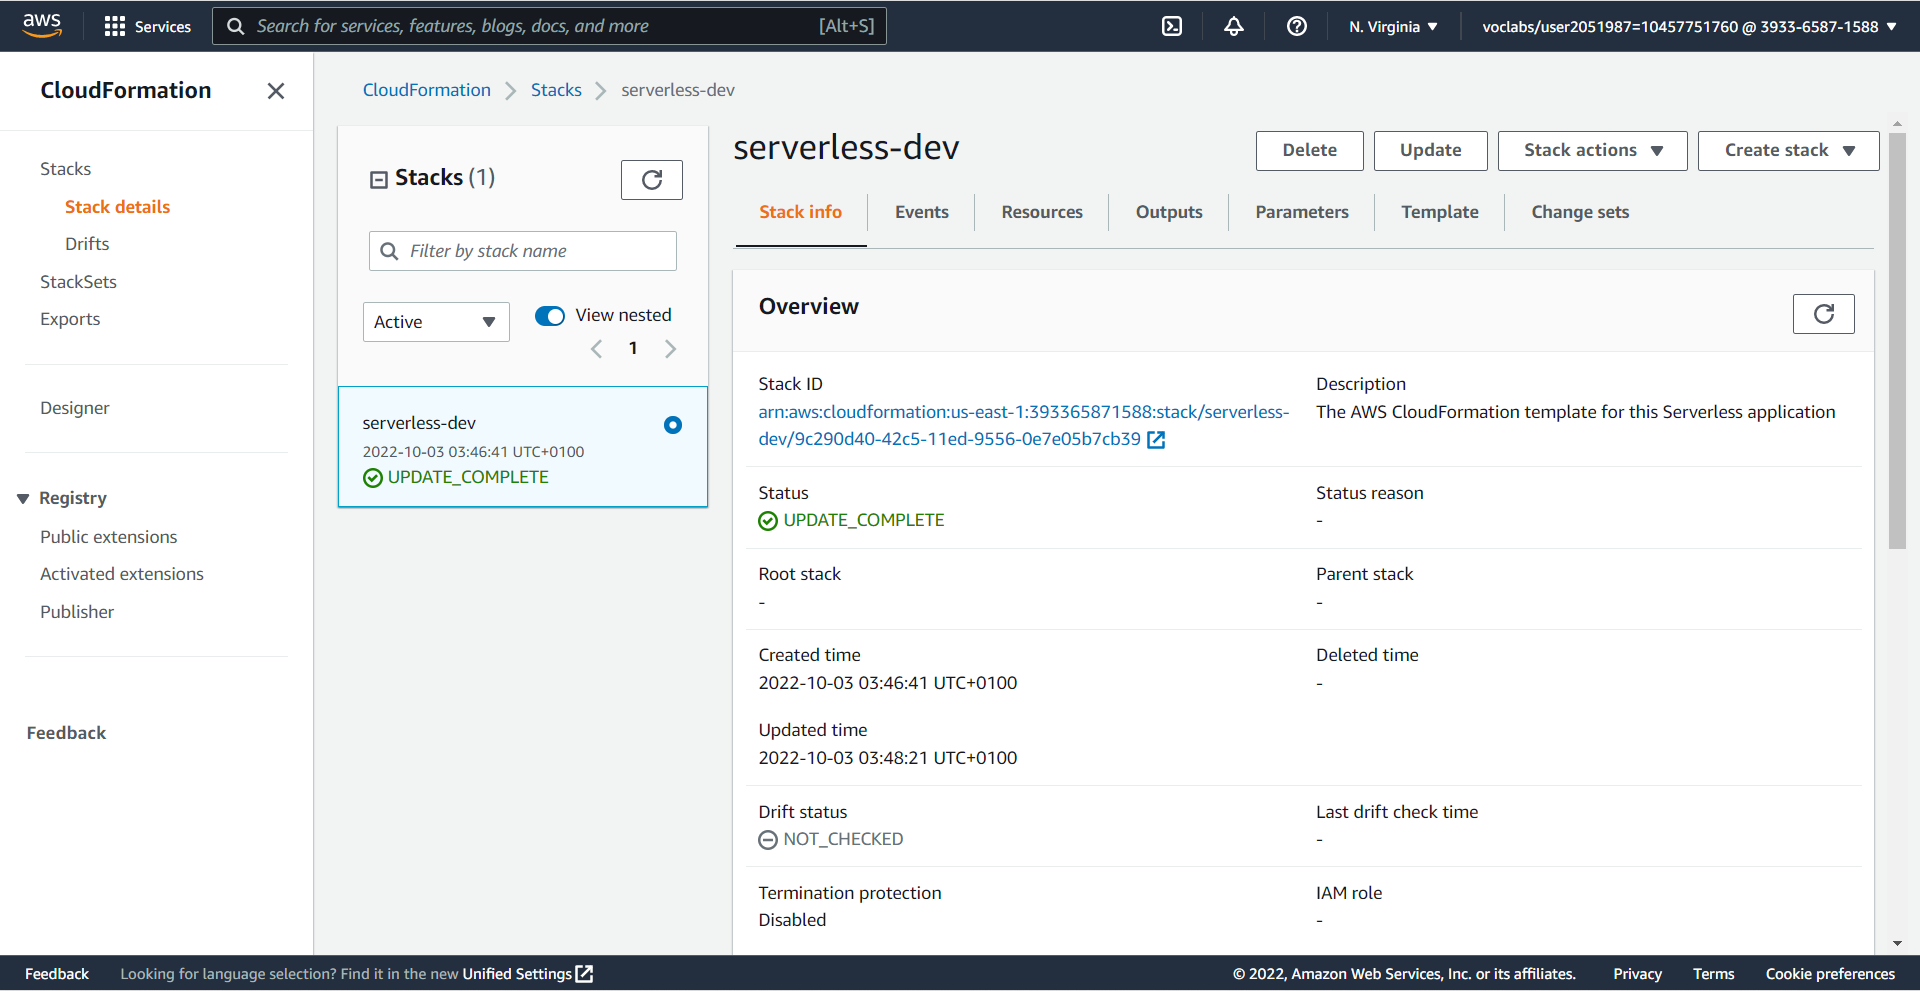 aws
Services
Search for services, features, blogs, docs, and more
[Alt+S]
N. Virginia
voclabs/user2051987=10457751760 @ 3933-6587-1588
CloudFormation
Stacks
Stack details
Drifts
StackSets
Exports
Designer
Registry
Public extensions
Activated extensions
Publisher
Feedback
CloudFormation
Stacks
serverless-dev
Stacks (1)
Filter by stack name
Active
View nested
1
serverless-dev
2022-10-03 03:46:41 UTC+0100
UPDATE_COMPLETE
serverless-dev
Delete
Update
Stack actions
Create stack
Stack info
Events
Resources
Outputs
Parameters
Template
Change sets
Overview
Stack ID
arn:aws:cloudformation:us-east-1:393365871588:stack/serverless-
dev/9c290d40-42c5-11ed-9556-0e7e05b7cb39
Description
The AWS CloudFormation template for this Serverless application
Status
UPDATE_COMPLETE
Status reason
-
Root stack
-
Parent stack
-
Created time
2022-10-03 03:46:41 UTC+0100
Deleted time
-
Updated time
2022-10-03 03:48:21 UTC+0100
Drift status
NOT_CHECKED
Last drift check time
-
Termination protection
Disabled
IAM role
-
Feedback
Looking for language selection? Find it in the new Unified Settings
© 2022, Amazon Web Services, Inc. or its affiliates.
Privacy
Terms
Cookie preferences